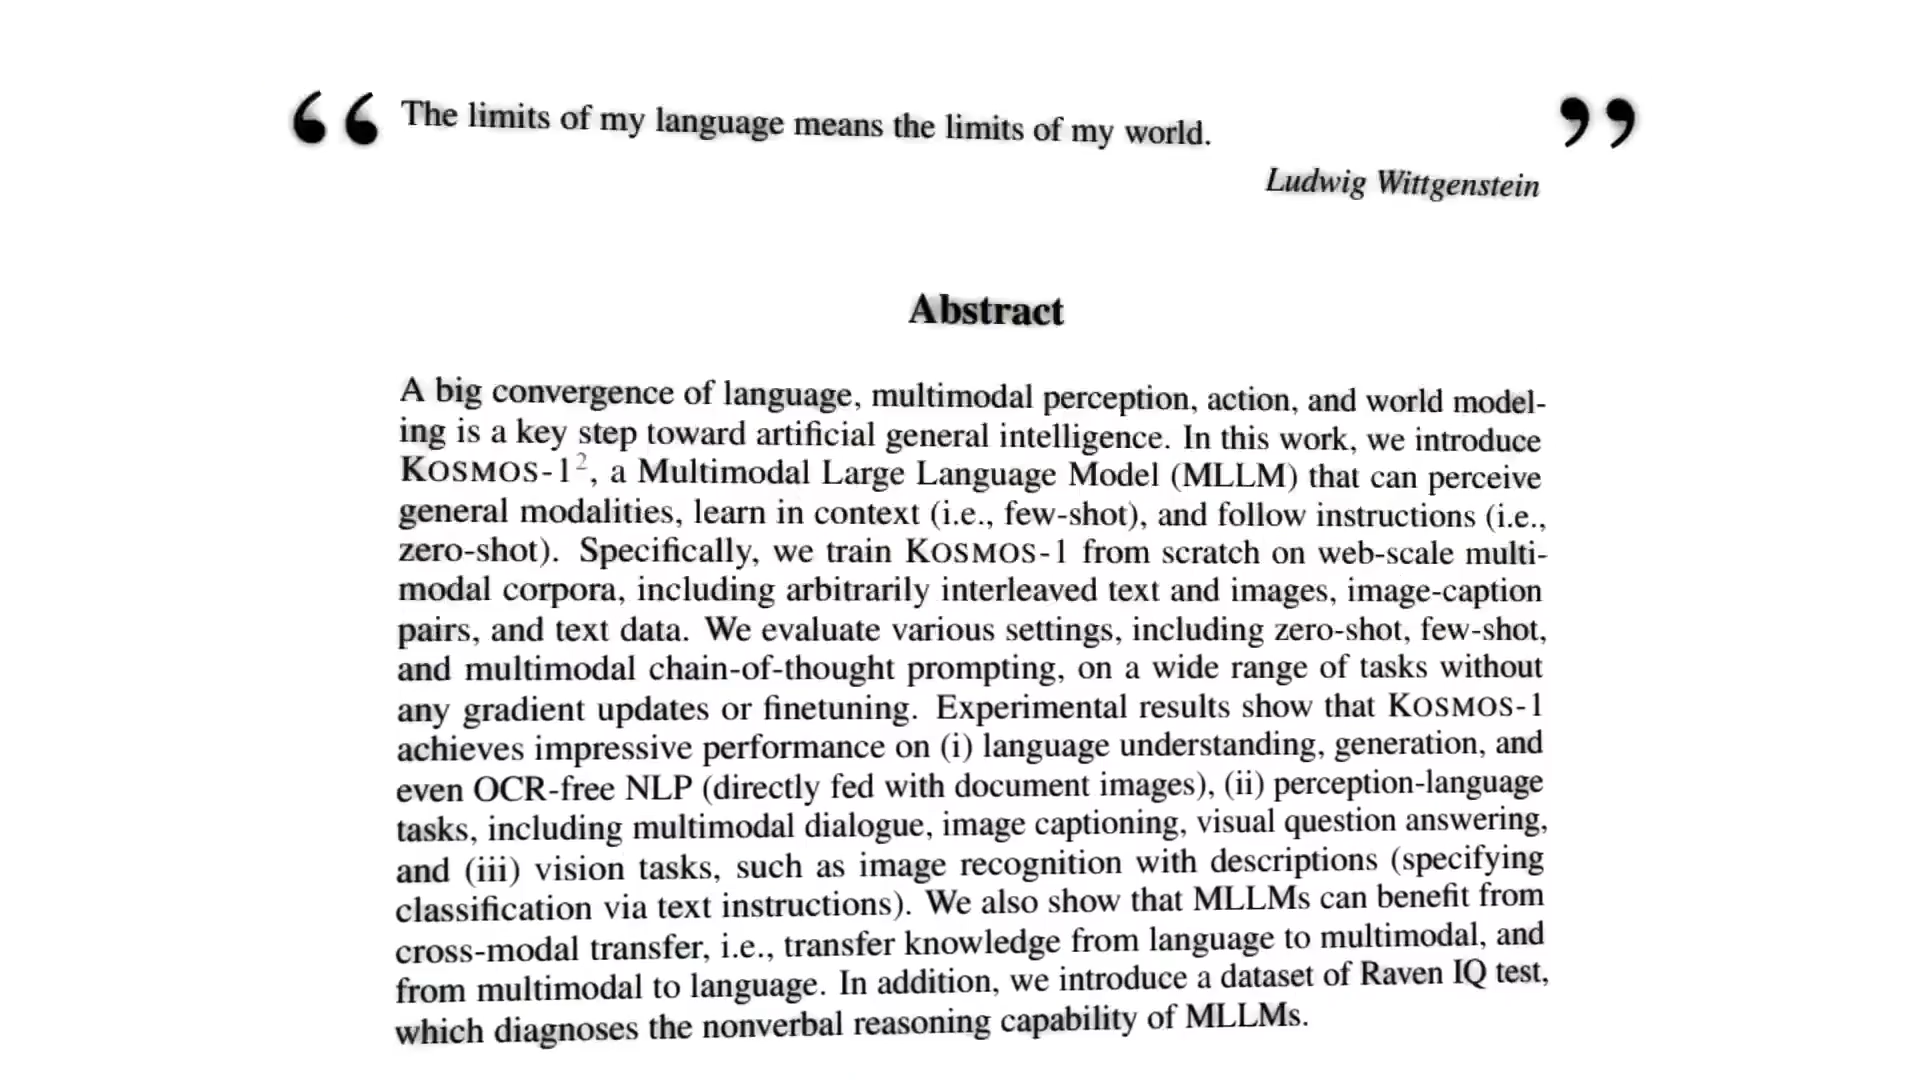 “ The limits of my language means the limits of my world. ”
Ludwig Wittgenstein
Abstract
A big convergence of language, multimodal perception, action, and world model-
ing is a key step toward artificial general intelligence. In this work, we introduce
KOSMOS-1², a Multimodal Large Language Model (MLLM) that can perceive
general modalities, learn in context (i.e., few-shot), and follow instructions (i.e.,
zero-shot). Specifically, we train KOSMOS-1 from scratch on web-scale multi-
modal corpora, including arbitrarily interleaved text and images, image-caption
pairs, and text data. We evaluate various settings, including zero-shot, few-shot,
and multimodal chain-of-thought prompting, on a wide range of tasks without
any gradient updates or finetuning. Experimental results show that KOSMOS-1
achieves impressive performance on (i) language understanding, generation, and
even OCR-free NLP (directly fed with document images), (ii) perception-language
tasks, including multimodal dialogue, image captioning, visual question answering,
and (iii) vision tasks, such as image recognition with descriptions (specifying
classification via text instructions). We also show that MLLMs can benefit from
cross-modal transfer, i.e., transfer knowledge from language to multimodal, and
from multimodal to language. In addition, we introduce a dataset of Raven IQ test,
which diagnoses the nonverbal reasoning capability of MLLMs.